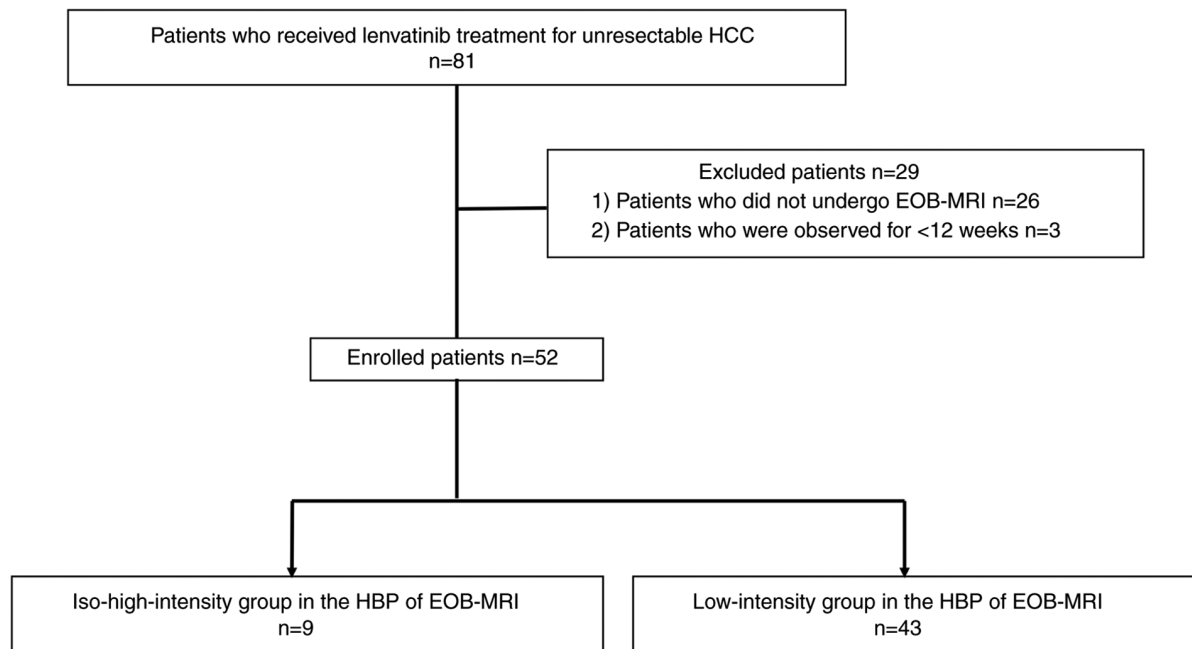 Patients who received lenvatinib treatment for unresectable HCC
n=81
Excluded patients n=29
1) Patients who did not undergo EOB-MRI n=26
2) Patients who were observed for <12 weeks n=3
Enrolled patients n=52
Iso-high-intensity group in the HBP of EOB-MRI
n=9
Low-intensity group in the HBP of EOB-MRI
n=43